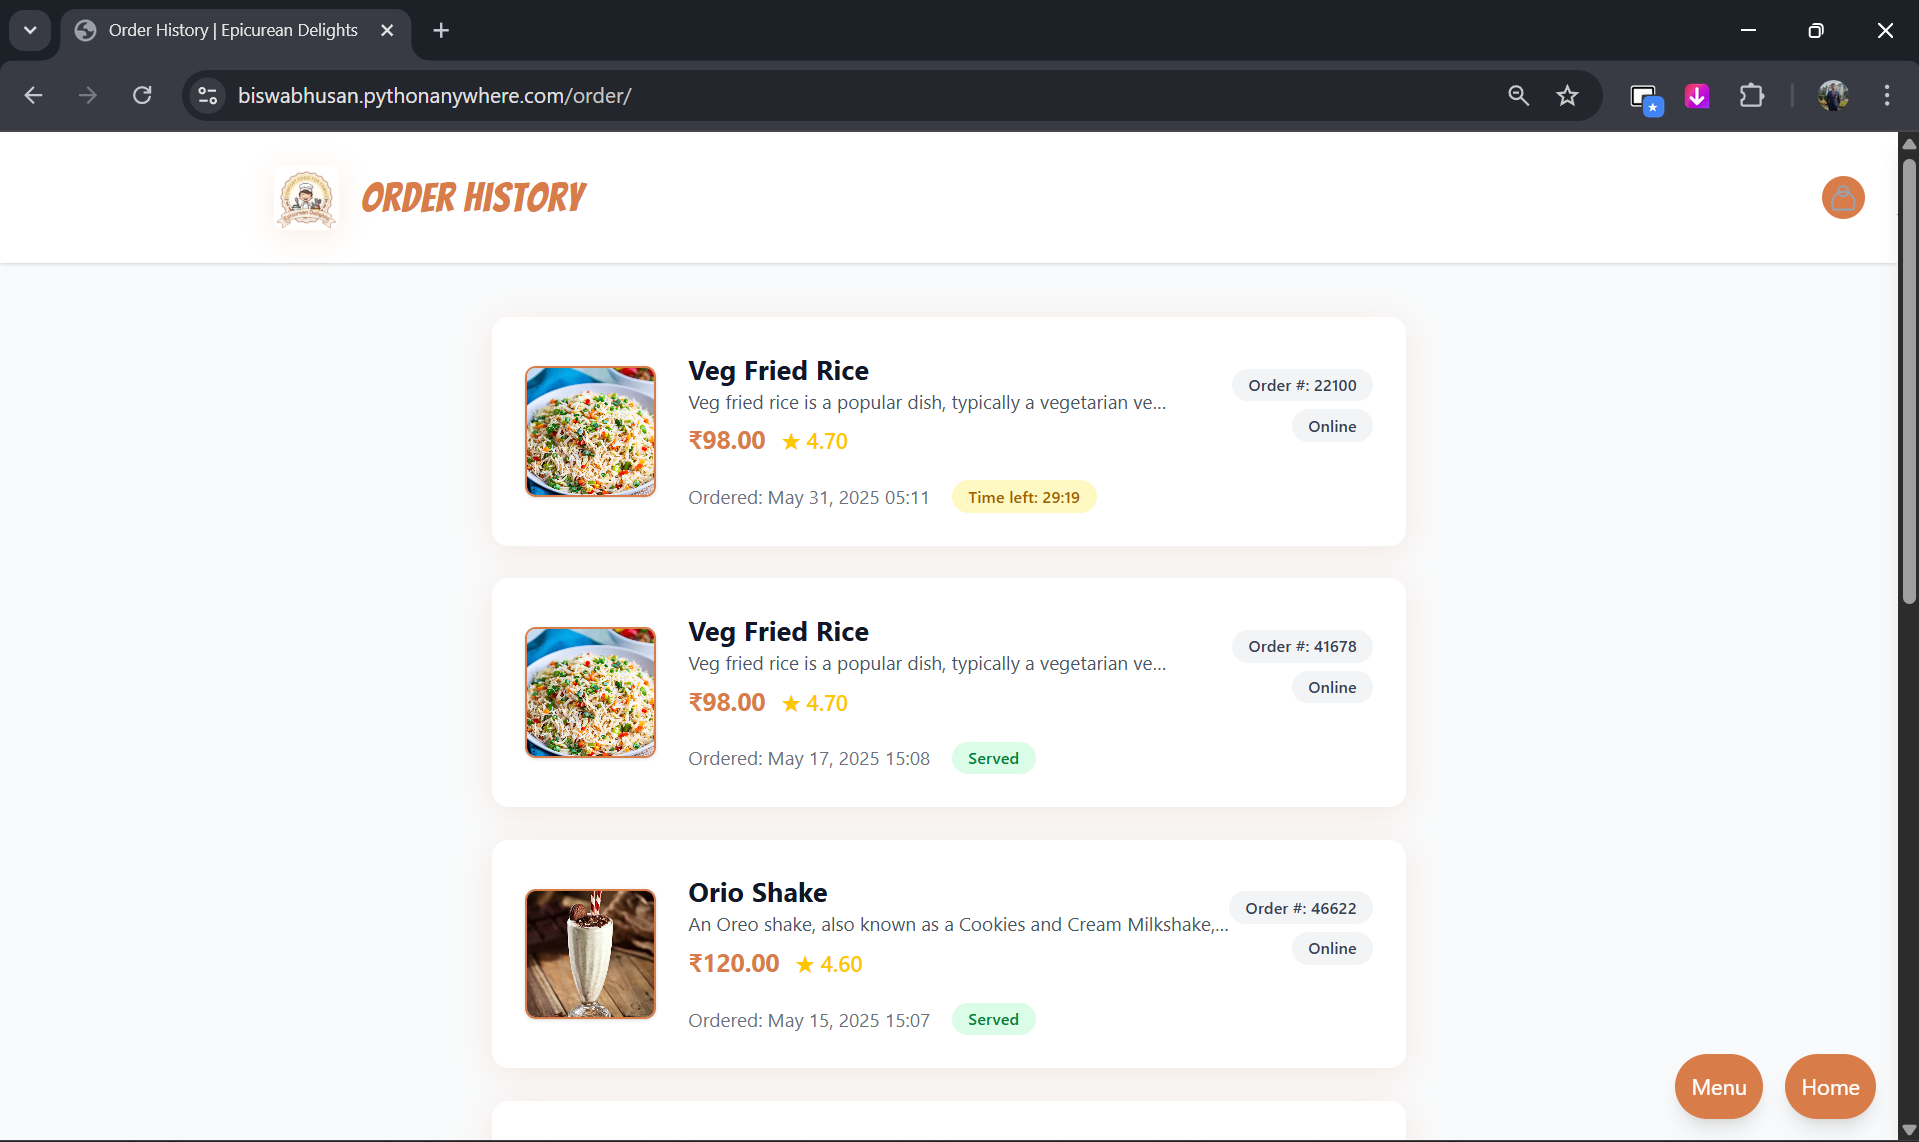 Order History | Epicurean Delights
biswabhusan.pythonanywhere.com/order/
Epicurean Delights
ORDER HISTORY
Veg Fried Rice
Veg fried rice is a popular dish, typically a vegetarian ve...
₹98.00 ★ 4.70
Ordered: May 31, 2025 05:11 Time left: 29:19
Order #: 22100
Online
Veg Fried Rice
Veg fried rice is a popular dish, typically a vegetarian ve...
₹98.00 ★ 4.70
Ordered: May 17, 2025 15:08 Served
Order #: 41678
Online
Orio Shake
An Oreo shake, also known as a Cookies and Cream Milkshake,...
₹120.00 ★ 4.60
Ordered: May 15, 2025 15:07 Served
Order #: 46622
Online
Menu Home